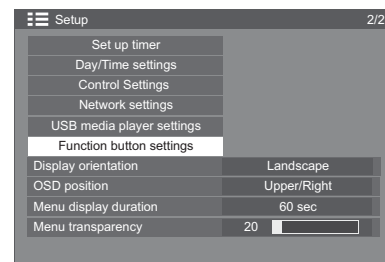 Setup 2/2
Set up timer
Day/Time settings
Control Settings
Network settings
USB media player settings
Function button settings
Display orientation Landscape
OSD position Upper/Right
Menu display duration 60 sec
Menu transparency 20